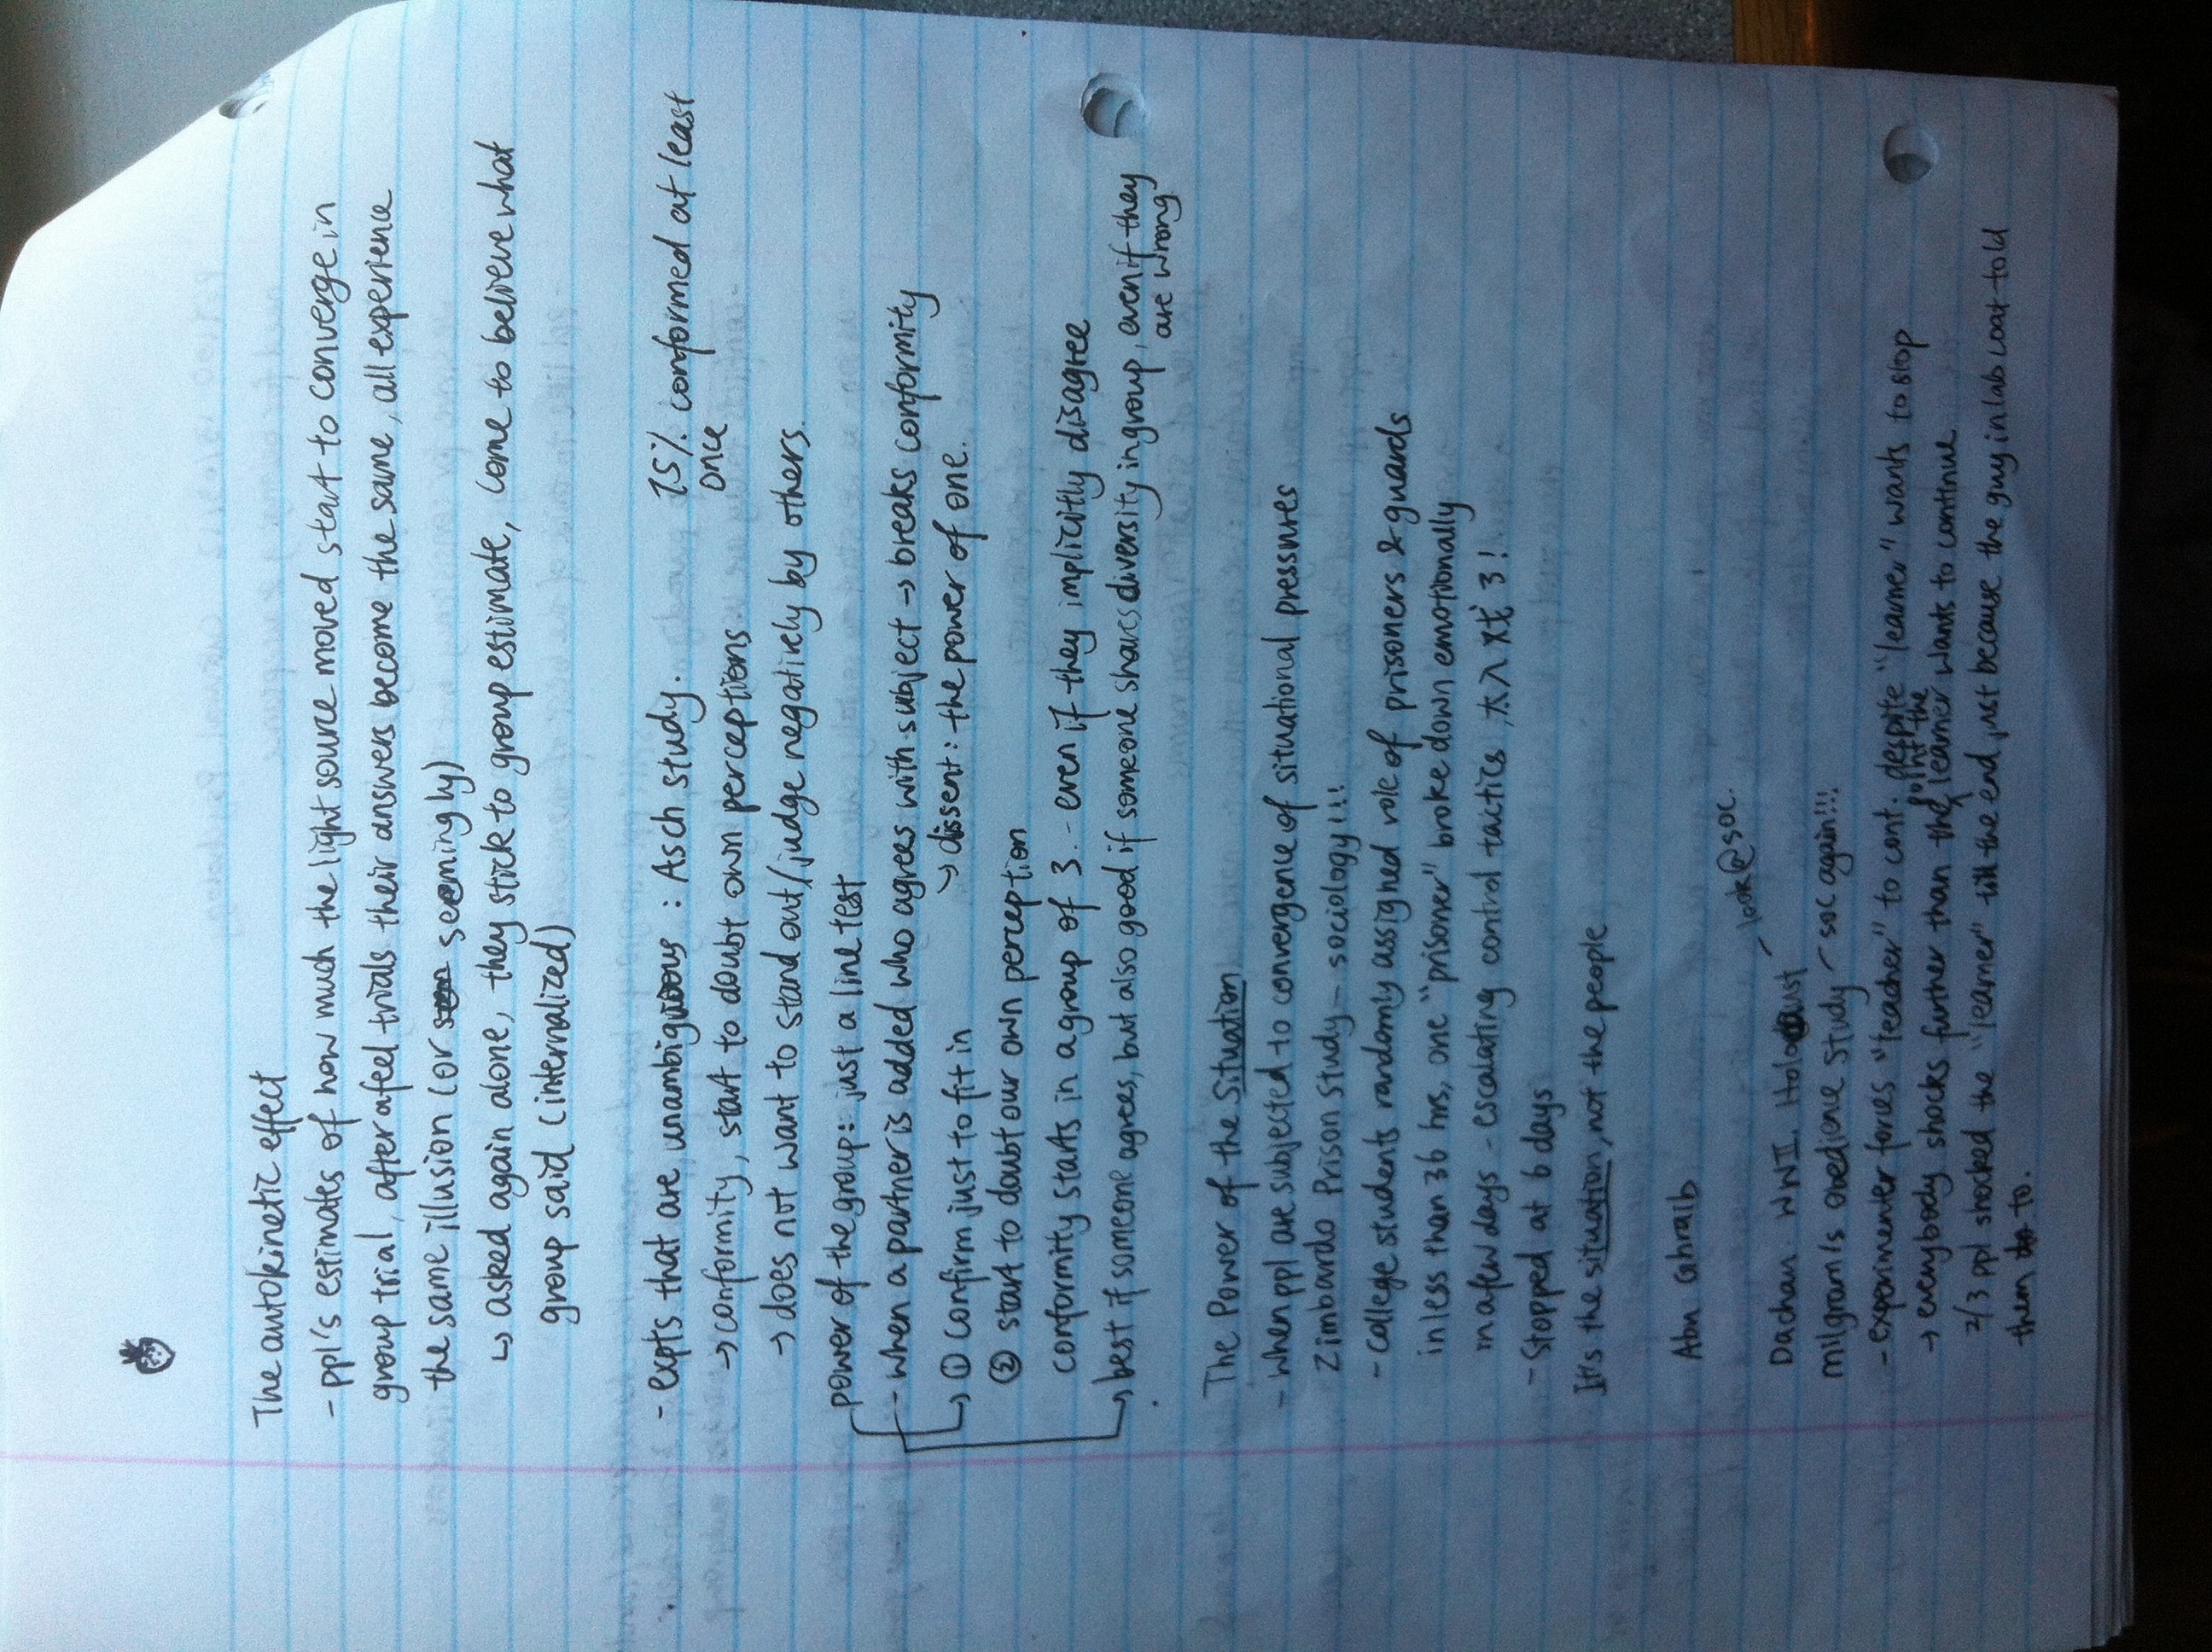 The autokinetic effect
- ppl's estimates of how much the light source moved start to converge in
group trial, after a feel trials their answers become the same, all experience
the same illusion (or seemingly)
↳ asked again alone, they stick to group estimate, come to believe what
group said (internalized)
- expts that are unambiguous : Asch study. 75% conformed at least
once
→ conformity, start to doubt own perceptions
→ does not want to stand out/judge negatively by others.
power of the group: just a line test
- when a partner is added who agrees with subject → breaks conformity
↳ dissent: the power of one.
① confirm just to fit in
② start to doubt our own perception
conformity starts in a group of 3 - even if they implicitly disagree
→ best if someone agrees, but also good if someone shares diversity in group, even if they
are wrong
The Power of the Situation
- when ppl are subjected to convergence of situational pressures
Zimbardo Prison Study - sociology!!!
- college students randomly assigned role of prisoners & guards
in less than 36 hrs, one "prisoner" broke down emotionally
in a few days - escalating control tactics, 太入戏了!
- Stopped at 6 days
It's the situation, not the people
Abu Ghraib
Dachau. WWII. Holocaust - look@soc.
milgram's obediene study - soc again!!!
- experimenter fories "teacher" to cont. despite "learner" wants to stop
→ everybody shocks further than the point the learner wants to continue
2/3 ppl shocked the "learner" till the end, just because the guy in lab coat told
them to.